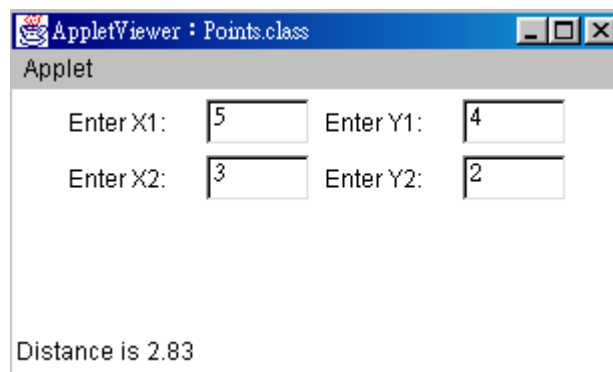 AppletViewer：Points.class
Applet
Enter X1: 5 Enter Y1: 4
Enter X2: 3 Enter Y2: 2
Distance is 2.83